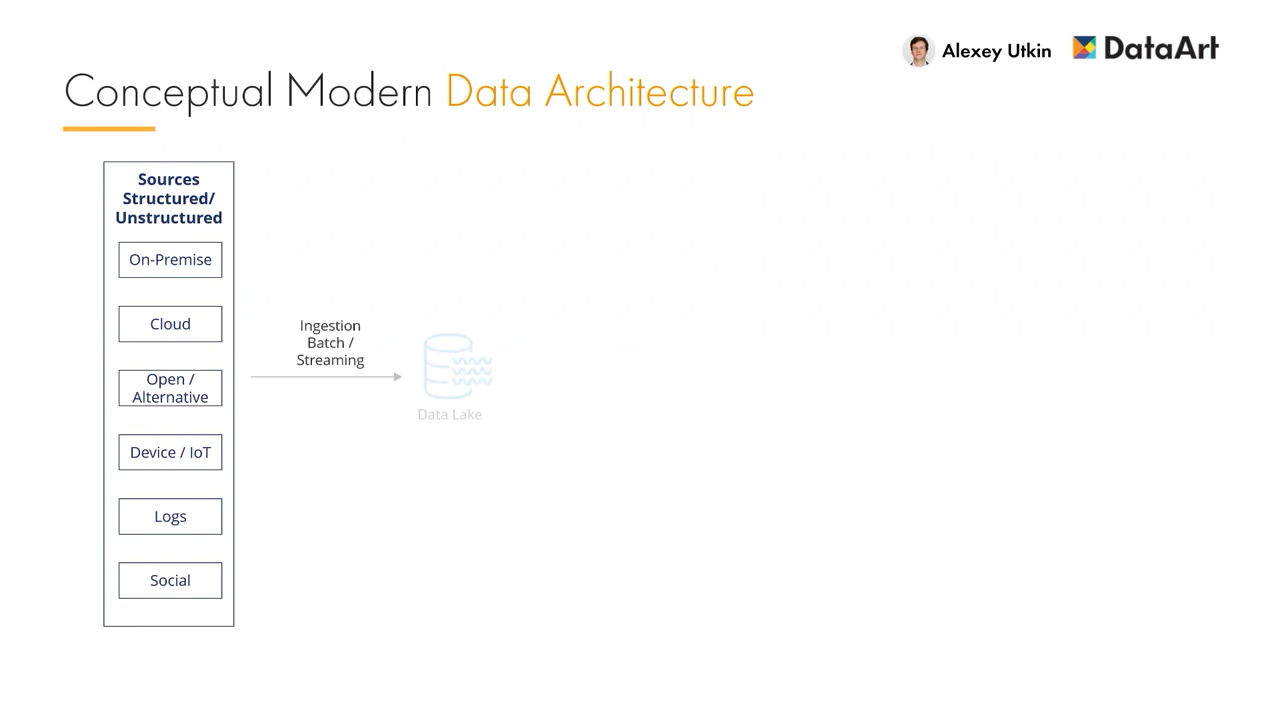 Alexey Utkin
DataArt
Conceptual Modern Data Architecture
Sources
Structured/
Unstructured
On-Premise
Cloud
Open /
Alternative
Device / IoT
Logs
Social
Ingestion
Batch /
Streaming
Data Lake